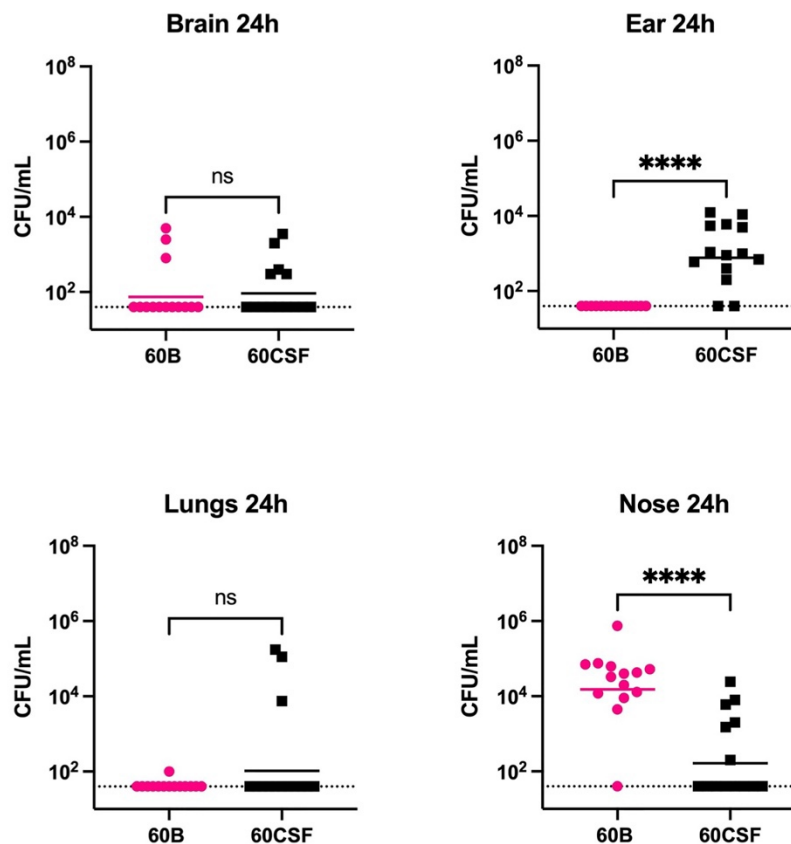 Brain 24h
CFU/mL
10⁸
10⁶
10⁴
10²
ns
60B
60CSF
Ear 24h
CFU/mL
10⁸
10⁶
10⁴
10²
****
60B
60CSF
Lungs 24h
CFU/mL
10⁸
10⁶
10⁴
10²
ns
60B
60CSF
Nose 24h
CFU/mL
10⁸
10⁶
10⁴
10²
****
60B
60CSF